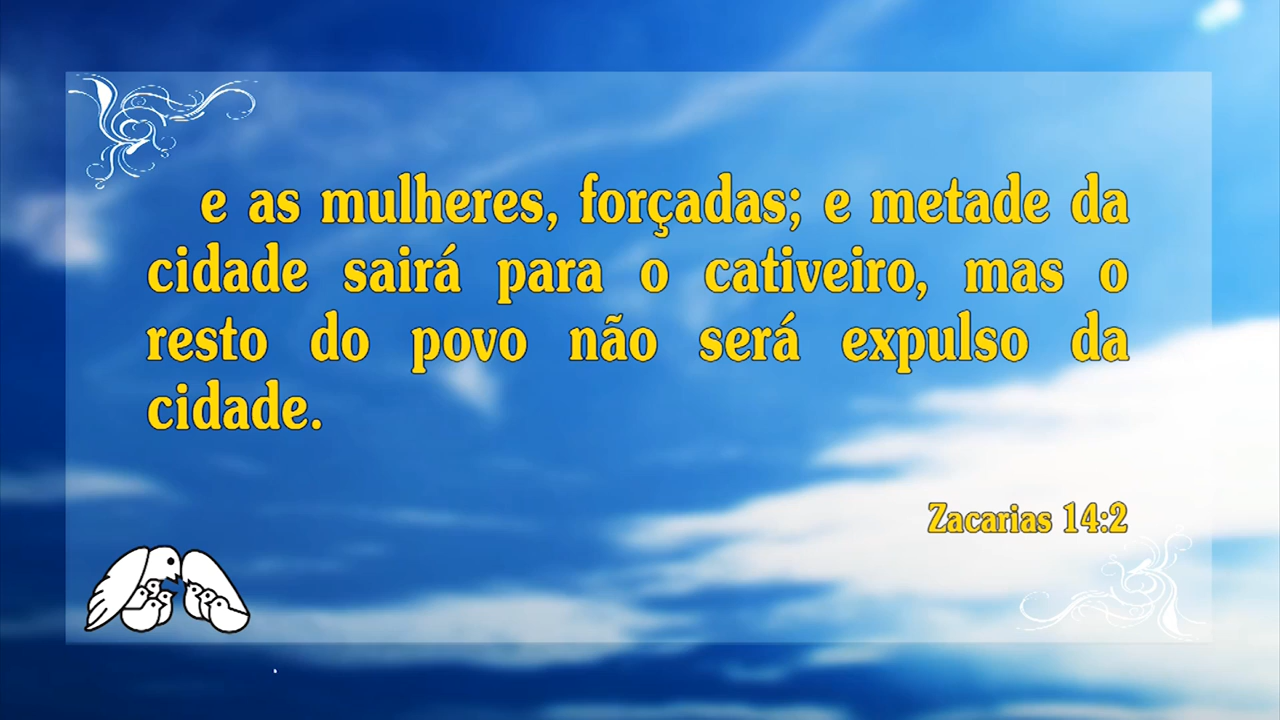 e as mulheres, forçadas; e metade da
cidade sairá para o cativeiro, mas o
resto do povo não será expulso da
cidade.
Zacarias 14:2